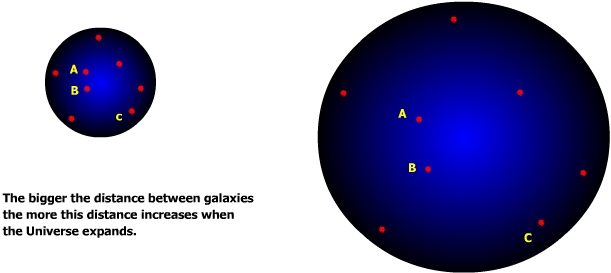 A
B
C
The bigger the distance between galaxies
the more this distance increases when
the Universe expands.
A
B
C